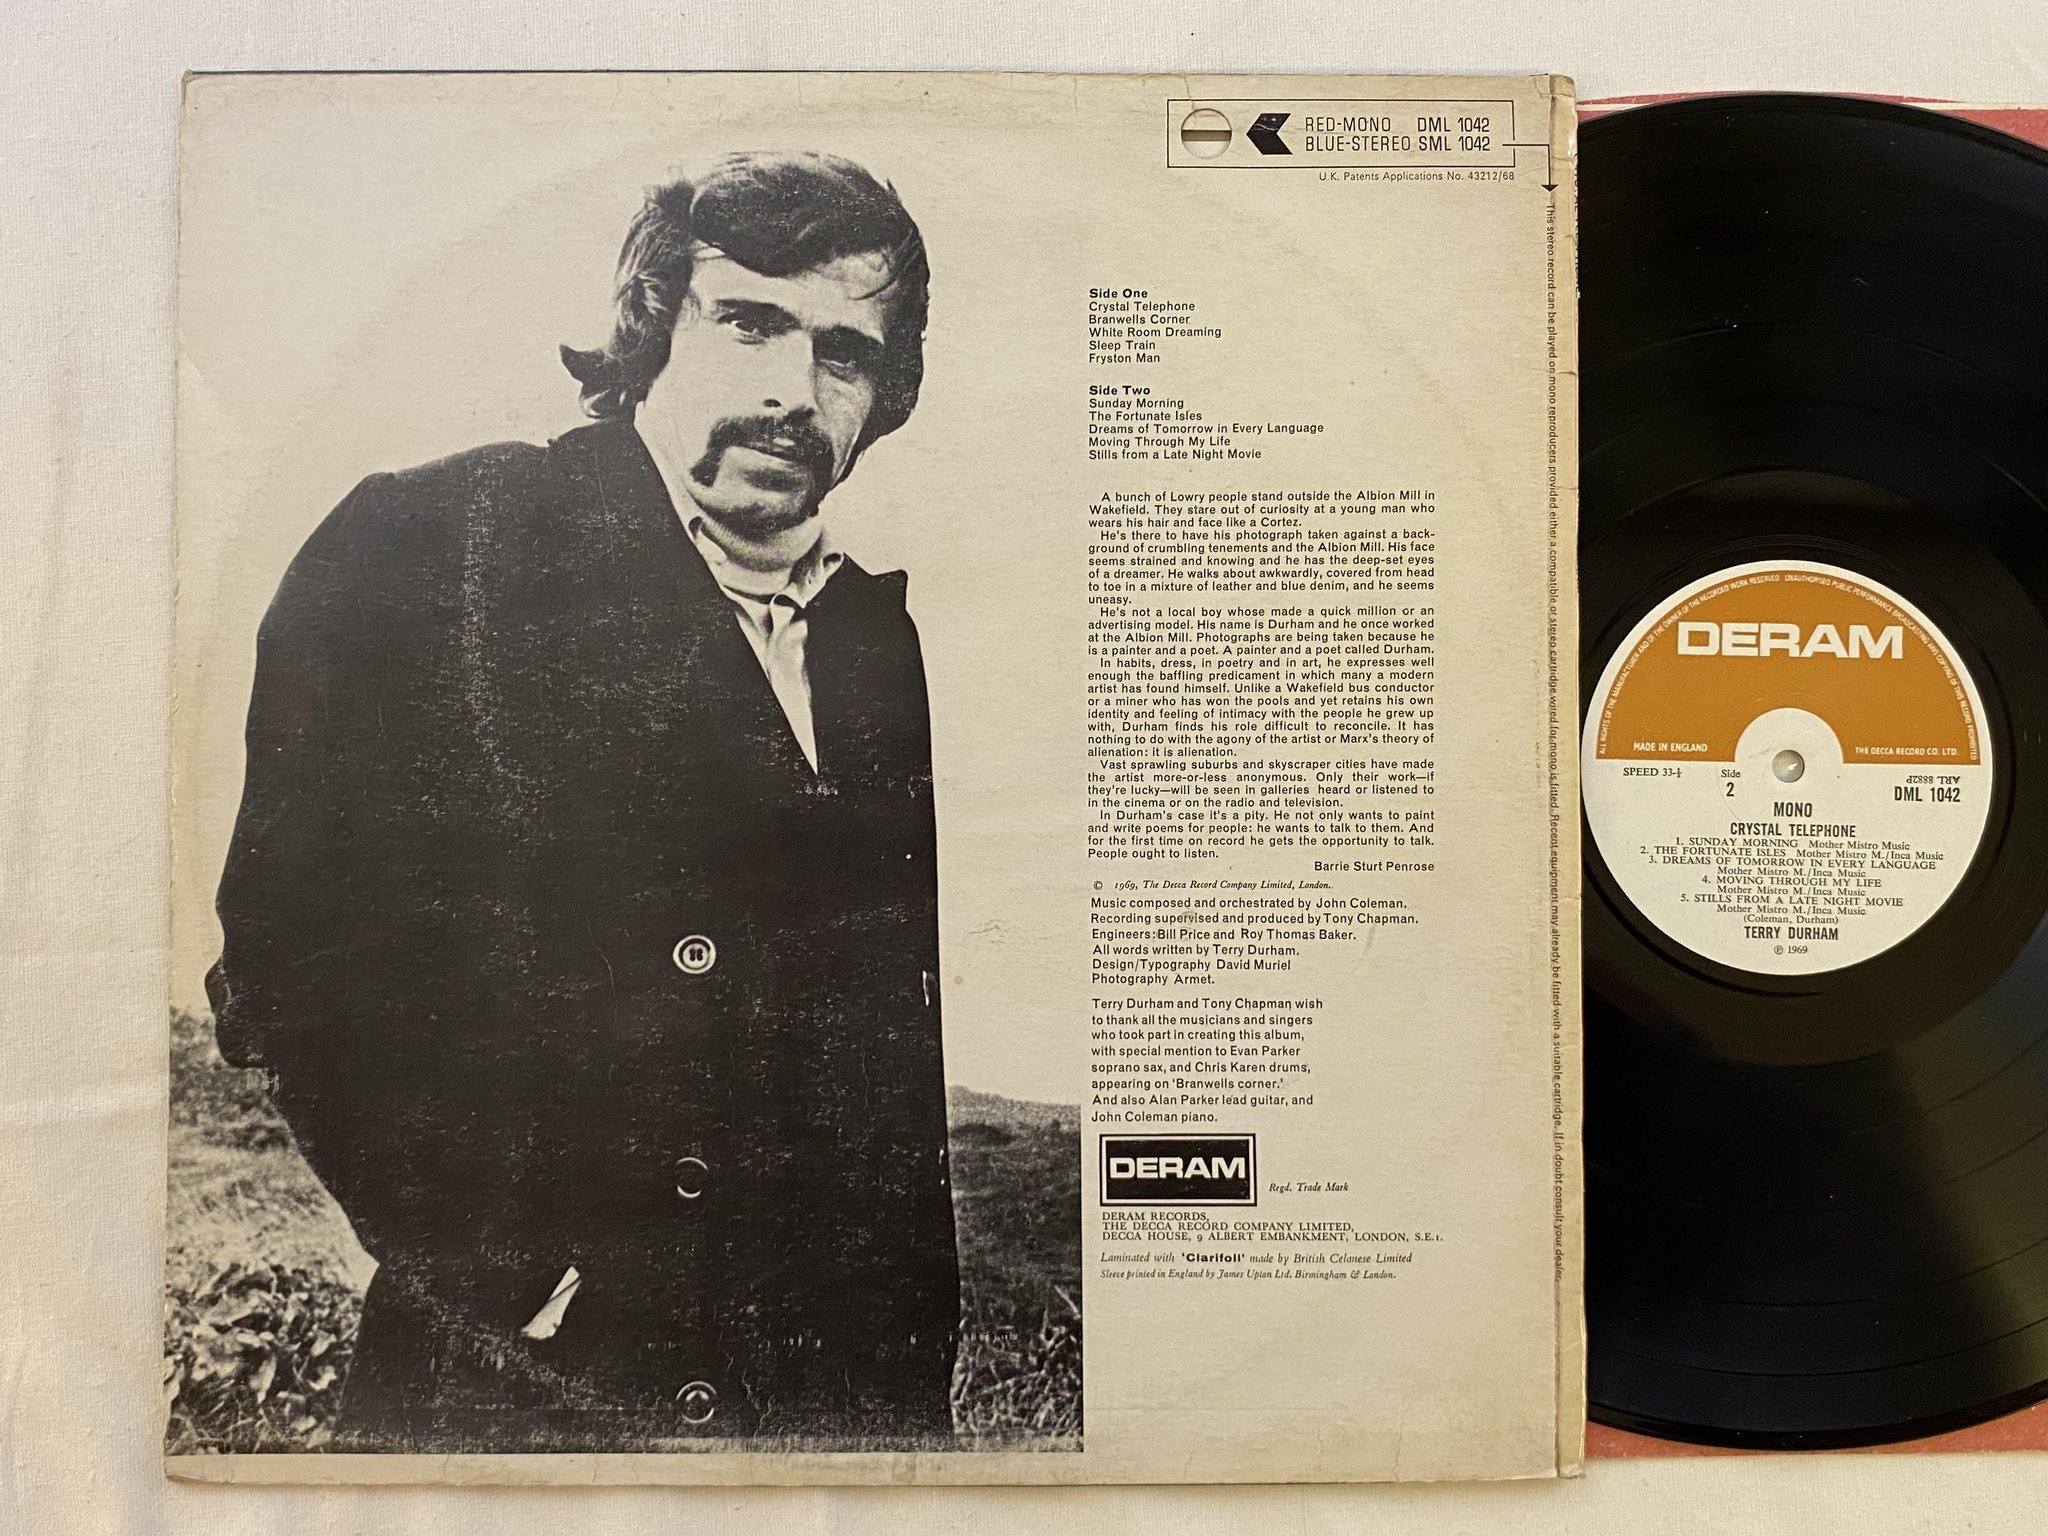 RED-MONO DML 1042
BLUE-STEREO SML 1042
U.K. Patents Applications No. 43212/68
This stereo record can be played on mono reproducers provided either a compatible or stereo cartridge wired for mono is fitted. Recent equipment may already be fitted with a suitable cartridge. If in doubt consult your dealer.
Side One
Crystal Telephone
Branwells Corner
White Room Dreaming
Sleep Train
Fryston Man
Side Two
Sunday Morning
The Fortunate Isles
Dreams of Tomorrow in Every Language
Moving Through My Life
Stills from a Late Night Movie
A bunch of Lowry people stand outside the Albion Mill in
Wakefield. They stare out of curiosity at a young man who
wears his hair and face like a Cortez.
He's there to have his photograph taken against a back-
ground of crumbling tenements and the Albion Mill. His face
seems strained and knowing and he has the deep-set eyes
of a dreamer. He walks about awkwardly, covered from head
to toe in a mixture of leather and blue denim, and he seems
uneasy.
He's not a local boy whose made a quick million or an
advertising model. His name is Durham and he once worked
at the Albion Mill. Photographs are being taken because he
is a painter and a poet. A painter and a poet called Durham.
In habits, dress, in poetry and in art, he expresses well
enough the baffling predicament in which many a modern
artist has found himself. Unlike a Wakefield bus conductor
or a miner who has won the pools and yet retains his own
identity and feeling of intimacy with the people he grew up
with, Durham finds his role difficult to reconcile. It has
nothing to do with the agony of the artist or Marx's theory of
alienation: it is alienation.
Vast sprawling suburbs and skyscraper cities have made
the artist more-or-less anonymous. Only their work—if
they're lucky—will be seen in galleries heard or listened to
in the cinema or on the radio and television.
In Durham's case it's a pity. He not only wants to paint
and write poems for people: he wants to talk to them. And
for the first time on record he gets the opportunity to talk.
People ought to listen.
Barrie Sturt Penrose
© 1969, The Decca Record Company Limited, London.
Music composed and orchestrated by John Coleman.
Recording supervised and produced by Tony Chapman.
Engineers: Bill Price and Roy Thomas Baker.
All words written by Terry Durham.
Design/Typography David Muriel
Photography Armet.
Terry Durham and Tony Chapman wish
to thank all the musicians and singers
who took part in creating this album,
with special mention to Evan Parker
soprano sax, and Chris Karen drums,
appearing on 'Branwells corner.'
And also Alan Parker lead guitar, and
John Coleman piano.
DERAM
Regd. Trade Mark
DERAM RECORDS,
THE DECCA RECORD COMPANY LIMITED,
DECCA HOUSE, 9 ALBERT EMBANKMENT, LONDON, S.E.1.
Laminated with 'Clarifoil' made by British Celanese Limited
Sleeve printed in England by James Upton Ltd. Birmingham & London.
ALL RIGHTS OF THE MANUFACTURER AND OF THE OWNER OF THE RECORDED WORK RESERVED UNAUTHORISED PUBLIC PERFORMANCE BROADCASTING AND COPYING OF THIS RECORD PROHIBITED
DERAM
MADE IN ENGLAND
THE DECCA RECORD CO. LTD.
SPEED 33-⅓
Side
2
ARL 8882P
DML 1042
MONO
CRYSTAL TELEPHONE
1. SUNDAY MORNING Mother Mistro Music
2. THE FORTUNATE ISLES Mother Mistro M./Inca Music
3. DREAMS OF TOMORROW IN EVERY LANGUAGE
Mother Mistro M./Inca Music
4. MOVING THROUGH MY LIFE
Mother Mistro M./Inca Music
5. STILLS FROM A LATE NIGHT MOVIE
Mother Mistro M./Inca Music
(Coleman, Durham)
TERRY DURHAM
℗ 1969